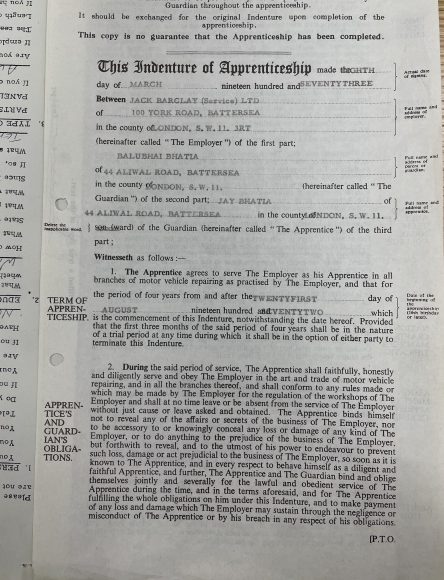 Guardian throughout the apprenticeship.
It should be exchanged for the original Indenture upon completion of the
apprenticeship.
This copy is no guarantee that the Apprenticeship has been completed.
This Indenture of Apprenticeship made the EIGHTH
day of MARCH nineteen hundred and SEVENTYTHREE
Between JACK BARCLAY (Service) LTD
of 100 YORK ROAD, BATTERSEA
in the county of LONDON, S.W.11. 3RT
(hereinafter called "The Employer") of the first part;
BALUBHAI BHATIA
of 44 ALIWAL ROAD, BATTERSEA
in the county of LONDON, S.W.11. (hereinafter called "The
Guardian") of the second part; JAY BHATIA of
44 ALIWAL ROAD, BATTERSEA in the county of LONDON, S.W.11.
son (ward) of the Guardian (hereinafter called "The Apprentice") of the third
part;
Witnesseth as follows:—
1. The Apprentice agrees to serve The Employer as his Apprentice in all
branches of motor vehicle repairing as practised by The Employer, and that for
the period of four years from and after the TWENTYFIRST day of
AUGUST nineteen hundred and SEVENTYTWO which
is the commencement of this Indenture, notwithstanding the date hereof. Provided
that the first three months of the said period of four years shall be in the nature
of a trial period at any time during which it shall be in the option of either party to
terminate this Indenture.
TERM OF
APPREN-
TICESHIP.
2. During the said period of service, The Apprentice shall faithfully, honestly
and diligently serve and obey The Employer in the art and trade of motor vehicle
repairing, and in all the branches thereof, and shall conform to any rules made or
which may be made by The Employer for the regulation of the workshops of The
Employer and shall at no time leave or be absent from the service of The Employer
without just cause or leave asked and obtained. The Apprentice binds himself
not to reveal any of the affairs or secrets of the business of The Employer, nor
be accessory to or knowingly conceal any loss or damage of any kind of The
Employer, or to do anything to the prejudice of the business of The Employer,
but forthwith to reveal, and to the utmost of his power to endeavour to prevent
such loss, damage or act prejudicial to the business of The Employer, so soon as it is
known to The Apprentice, and in every respect to behave himself as a diligent and
faithful Apprentice, and further, The Apprentice and The Guardian bind and oblige
themselves jointly and severally for the lawful and obedient service of The
Apprentice during the time, and in the terms aforesaid, and for The Apprentice
fulfilling the whole obligations on him under this Indenture, and to make payment
of any loss and damage which The Employer may sustain through the negligence or
misconduct of The Apprentice or by his breach in any respect of his obligations.
APPREN-
TICE'S
AND
GUARD-
IAN'S
OBLIGA-
TIONS.
[P.T.O.
Actual date
of signing.
Full name and
address of
employer.
Full name and
address of
parent or
guardian.
Full name and
address of
apprentice.
Delete the
inapplicable word.
Date of the
beginning of
the
apprenticeship
(16th birthday
or later).